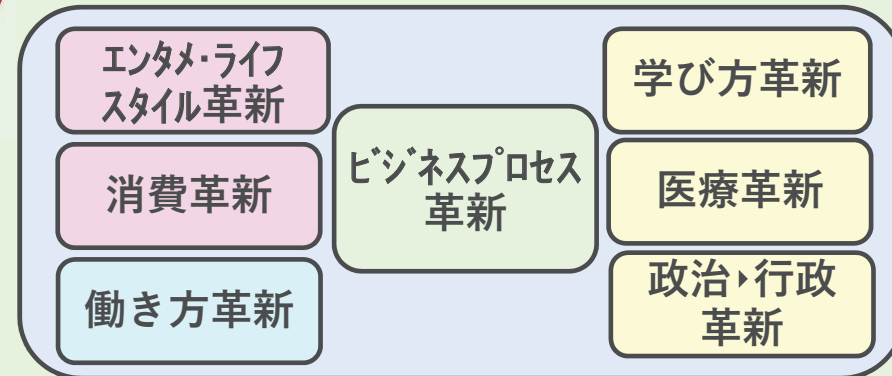 エンタメ・ライフ
スタイル革新
消費革新
働き方革新
ビジネスプロセス
革新
学び方革新
医療革新
政治・行政
革新